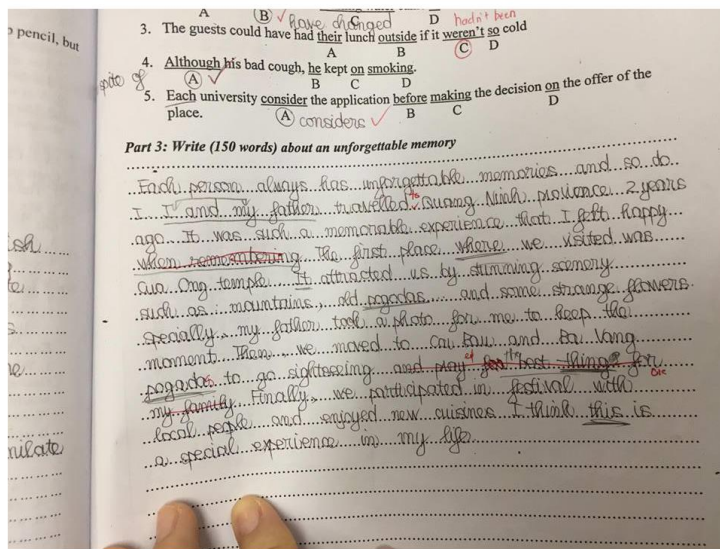 A B ✓ have changed C D hadn't been
3. The guests could have had their lunch outside if it weren't so cold
A B C D
4. Although his bad cough, he kept on smoking.
spite of A ✓ B C D
5. Each university consider the application before making the decision on the offer of the
place. A considers ✓ B C D
Part 3: Write (150 words) about an unforgettable memory
Each person always has unforgettable memories and so do
I. I and my father travelled to Quang Ninh provience 2 years
ago. It was such a memorable experience that I felt happy
when remembering. The first place where we visited was
Cua Ong temple. It attracted us by stunning scenery
such as: mountains, old pagodas and some strange flowers.
specially, my father took a photo for me to keep the
moment. Then, we moved to Cai Bau and Ba Vang
pogadas to go sightseeing and pray for the best things for
my family. Finally, we participated in festival with
local people and enjoyed new cuisines. I think this is
a special experience in my life.
pencil, but
ish
te
ne
nulate